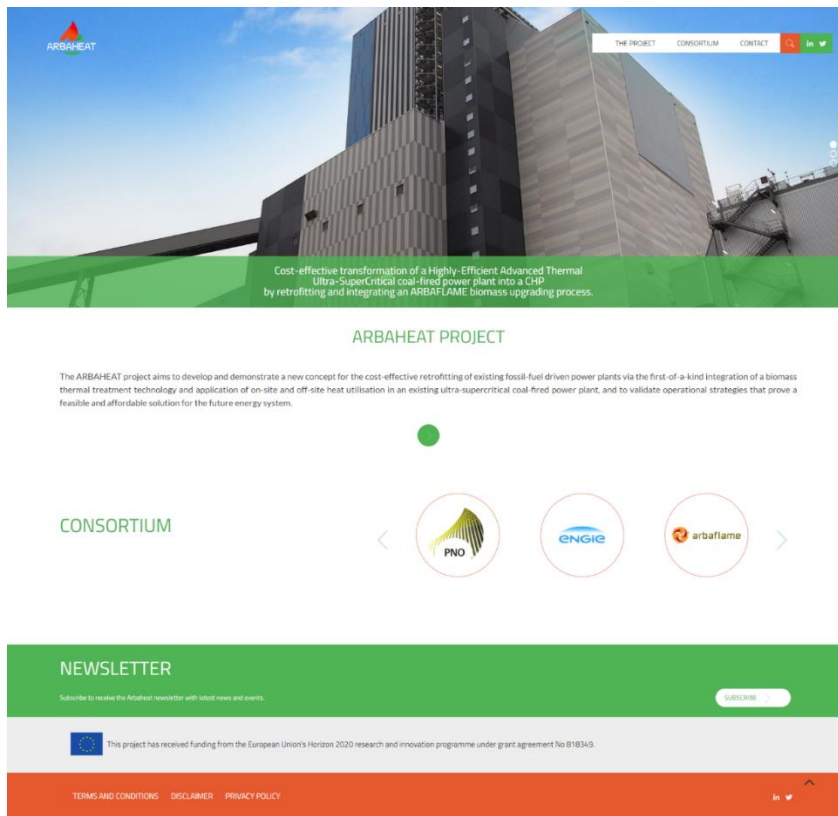 ARBAHEAT
THE PROJECT
CONSORTIUM
CONTACT
in
Cost-effective transformation of a Highly-Efficient Advanced Thermal
Ultra-SuperCritical coal-fired power plant into a CHP
by retrofitting and integrating an ARBAFLAME biomass upgrading process.
ARBAHEAT PROJECT
The ARBAHEAT project aims to develop and demonstrate a new concept for the cost-effective retrofitting of existing fossil-fuel driven power plants via the first-of-a-kind integration of a biomass
thermal treatment technology and application of on-site and off-site heat utilisation in an existing ultra-supercritical coal-fired power plant, and to validate operational strategies that prove a
feasible and affordable solution for the future energy system.
CONSORTIUM
PNO
ENGIE
arbaflame
NEWSLETTER
Subscribe to receive the Arbaheat newsletter with latest news and events.
SUBSCRIBE
This project has received funding from the European Union's Horizon 2020 research and innovation programme under grant agreement No 818349.
TERMS AND CONDITIONS
DISCLAIMER
PRIVACY POLICY
in